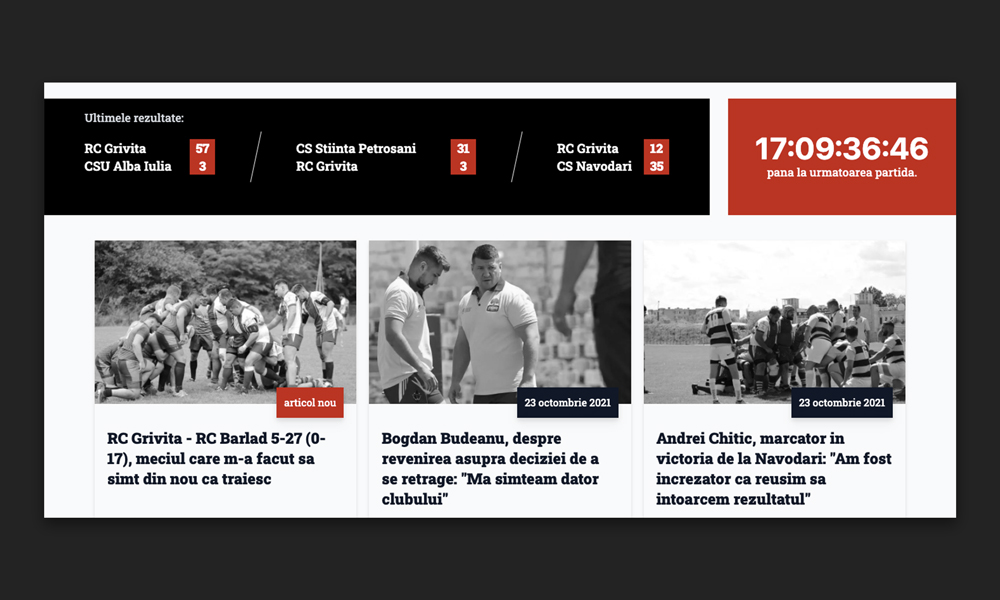 Ultimele rezultate:
RC Grivita 57
CSU Alba Iulia 3
CS Stiinta Petrosani 31
RC Grivita 3
RC Grivita 12
CS Navodari 35
17:09:36:46
pana la urmatoarea partida.
articol nou
RC Grivita - RC Barlad 5-27 (0-
17), meciul care m-a facut sa
simt din nou ca traiesc
23 octombrie 2021
Bogdan Budeanu, despre
revenirea asupra deciziei de a
se retrage: "Ma simteam dator
clubului"
23 octombrie 2021
Andrei Chitic, marcator in
victoria de la Navodari: "Am fost
increzator ca reusim sa
intoarcem rezultatul"